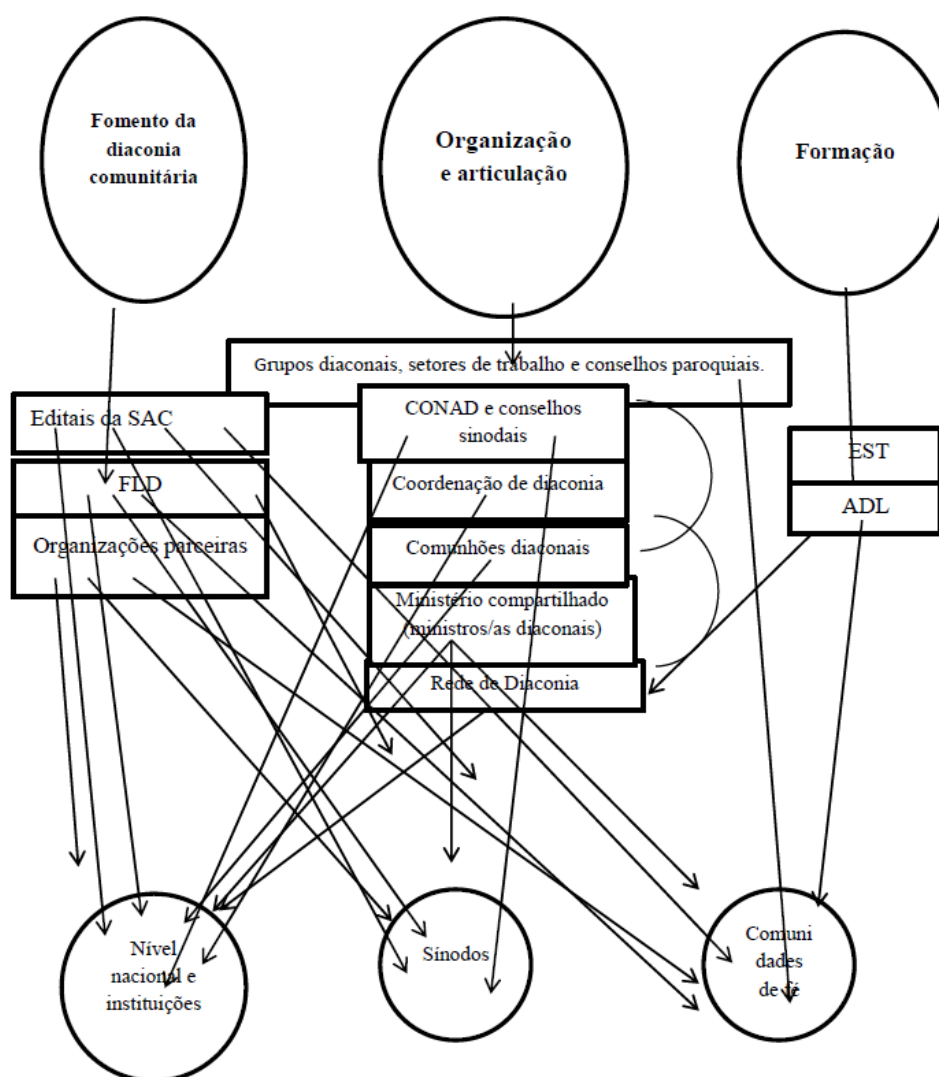 Fomento da
diaconia
comunitária
Organização
e articulação
Formação
Grupos diaconais, setores de trabalho e conselhos paroquiais.
Editais da SAC
FLD
Organizações parceiras
CONAD e conselhos
sinodais
Coordenação de diaconia
Comunhões diaconais
Ministério compartilhado
(ministros/as diaconais)
Rede de Diaconia
EST
ADL
Nível
nacional e
instituições
Sínodos
Comuni
dades
de fé